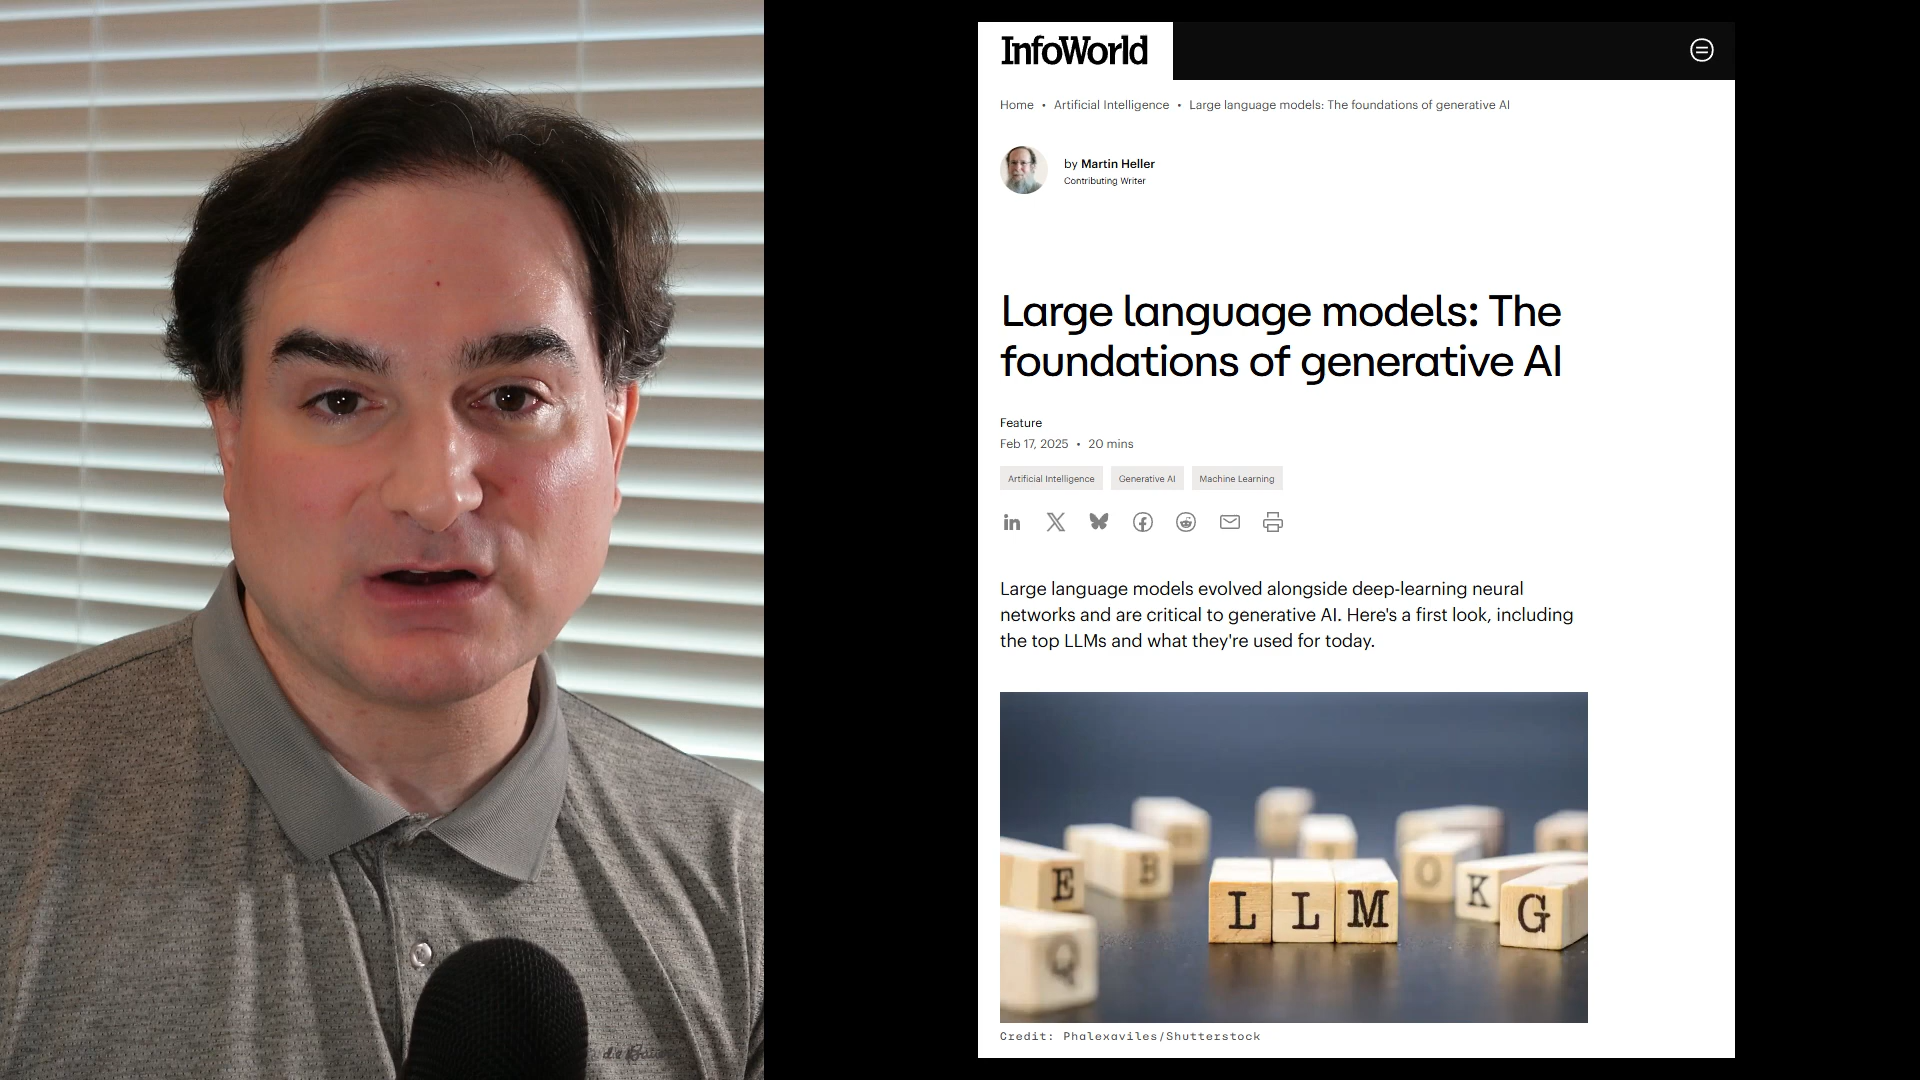 InfoWorld
Home • Artificial Intelligence • Large language models: The foundations of generative AI
by Martin Heller
Contributing Writer
Large language models: The
foundations of generative AI
Feature
Feb 17, 2025 • 20 mins
Artificial Intelligence Generative AI Machine Learning
Large language models evolved alongside deep-learning neural
networks and are critical to generative AI. Here's a first look, including
the top LLMs and what they're used for today.
E B L L M O K G
Q
Credit: Phalexaviles/Shutterstock